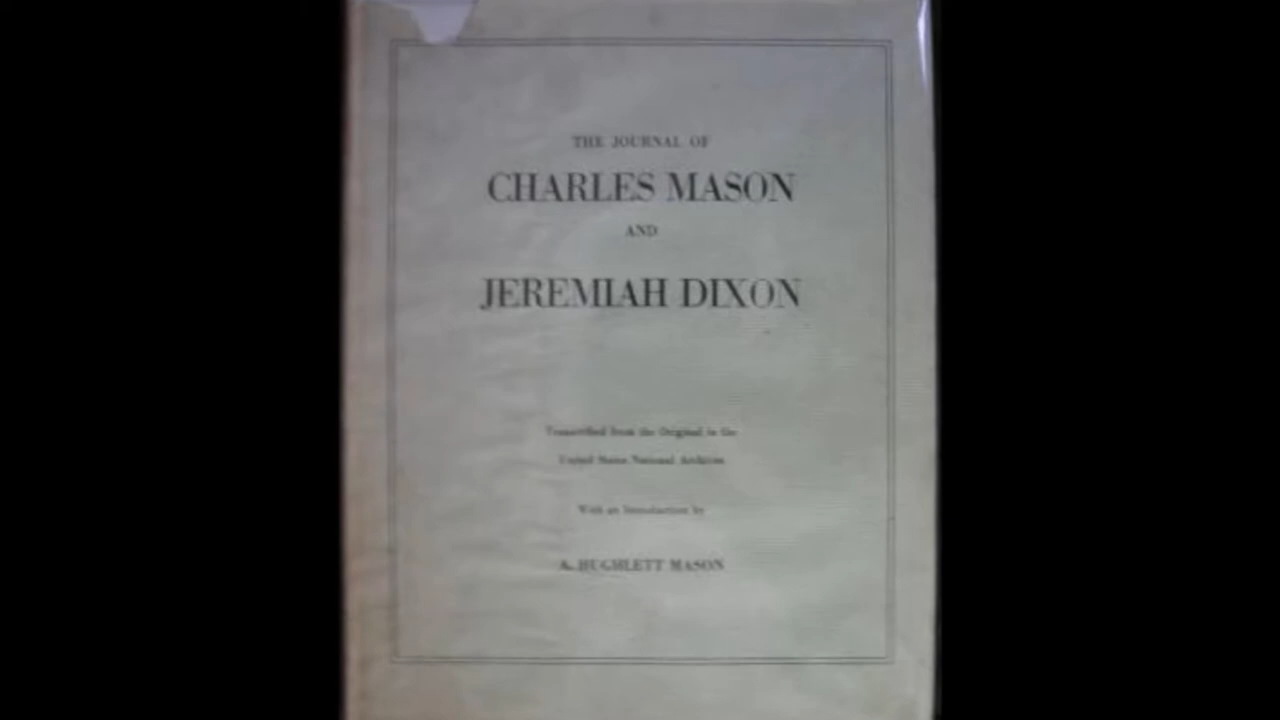 THE JOURNAL OF
CHARLES MASON
AND
JEREMIAH DIXON
Transcribed from the Original in the
United States National Archives
With an Introduction by
A. HUGHLETT MASON